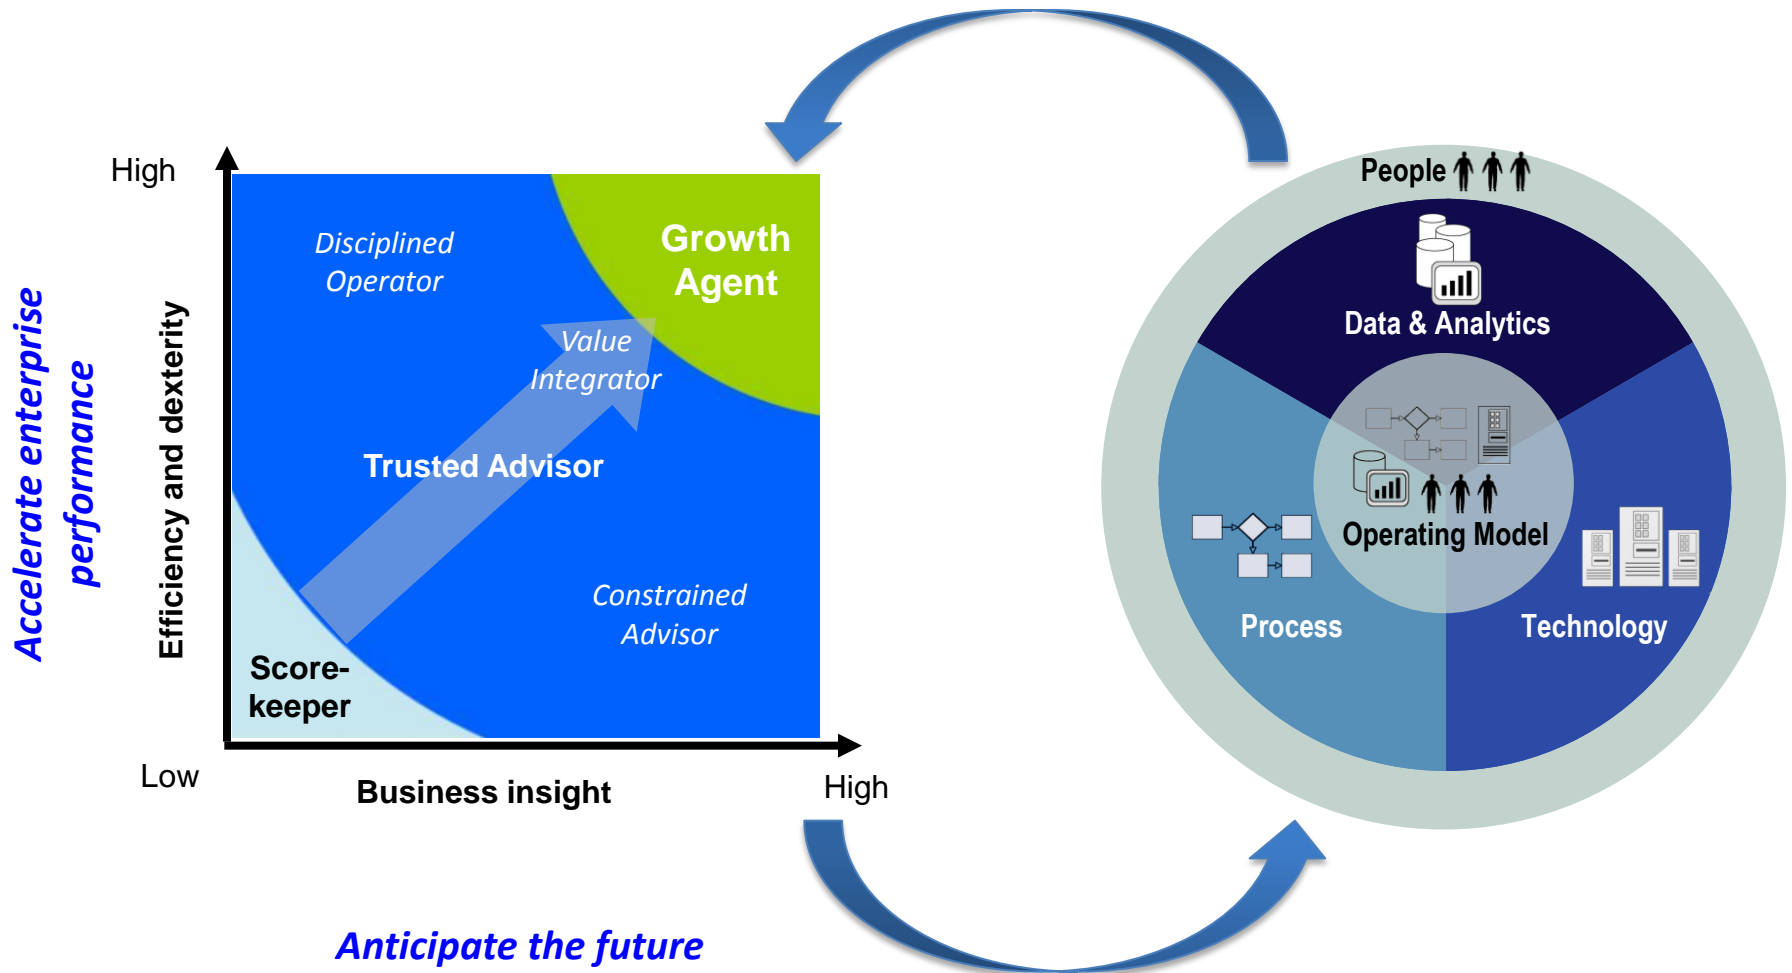 High
Accelerate enterprise
performance
Efficiency and dexterity
Disciplined
Operator
Growth
Agent
Value
Integrator
Trusted Advisor
Constrained
Advisor
Score-
keeper
Low
Business insight
High
Anticipate the future
People
Data & Analytics
Operating Model
Process
Technology